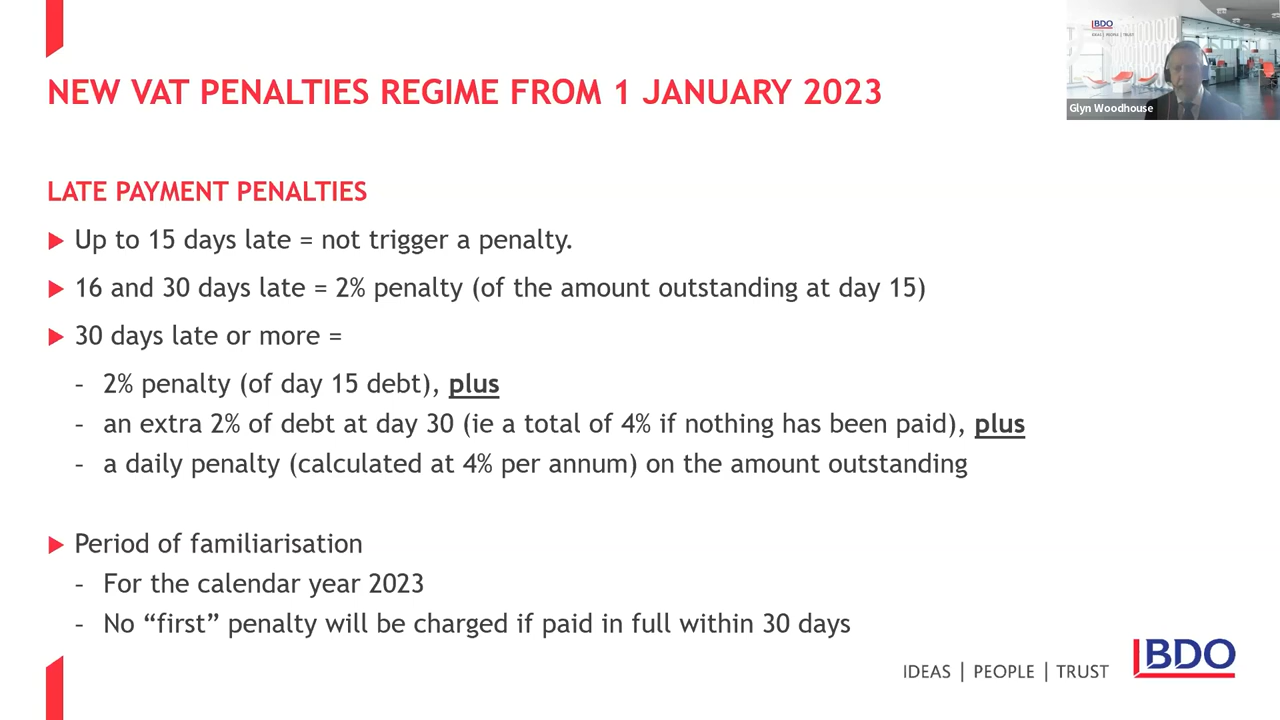 BDO
IDEAS | PEOPLE | TRUST
Glyn Woodhouse
NEW VAT PENALTIES REGIME FROM 1 JANUARY 2023
LATE PAYMENT PENALTIES
Up to 15 days late = not trigger a penalty.
16 and 30 days late = 2% penalty (of the amount outstanding at day 15)
30 days late or more =
- 2% penalty (of day 15 debt), plus
- an extra 2% of debt at day 30 (ie a total of 4% if nothing has been paid), plus
- a daily penalty (calculated at 4% per annum) on the amount outstanding
Period of familiarisation
- For the calendar year 2023
- No “first” penalty will be charged if paid in full within 30 days
IDEAS | PEOPLE | TRUST
BDO